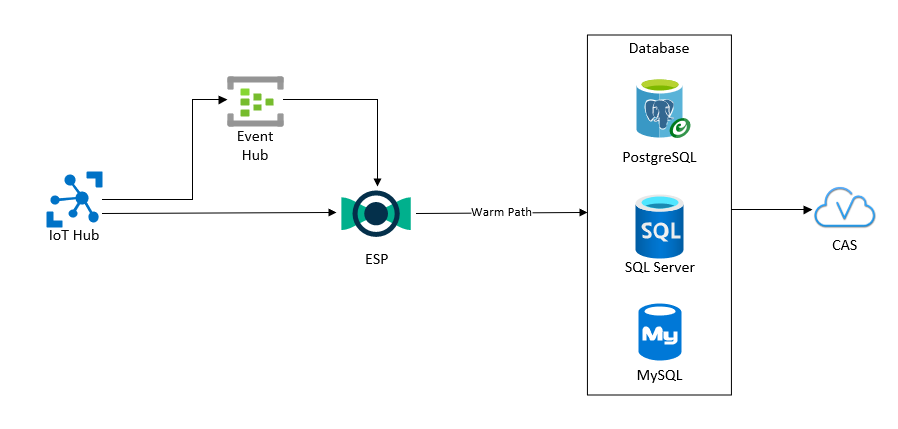 Database
Event
Hub
PostgreSQL
IoT Hub
Warm Path
ESP
SQL
SQL Server
CAS
My
MySQL